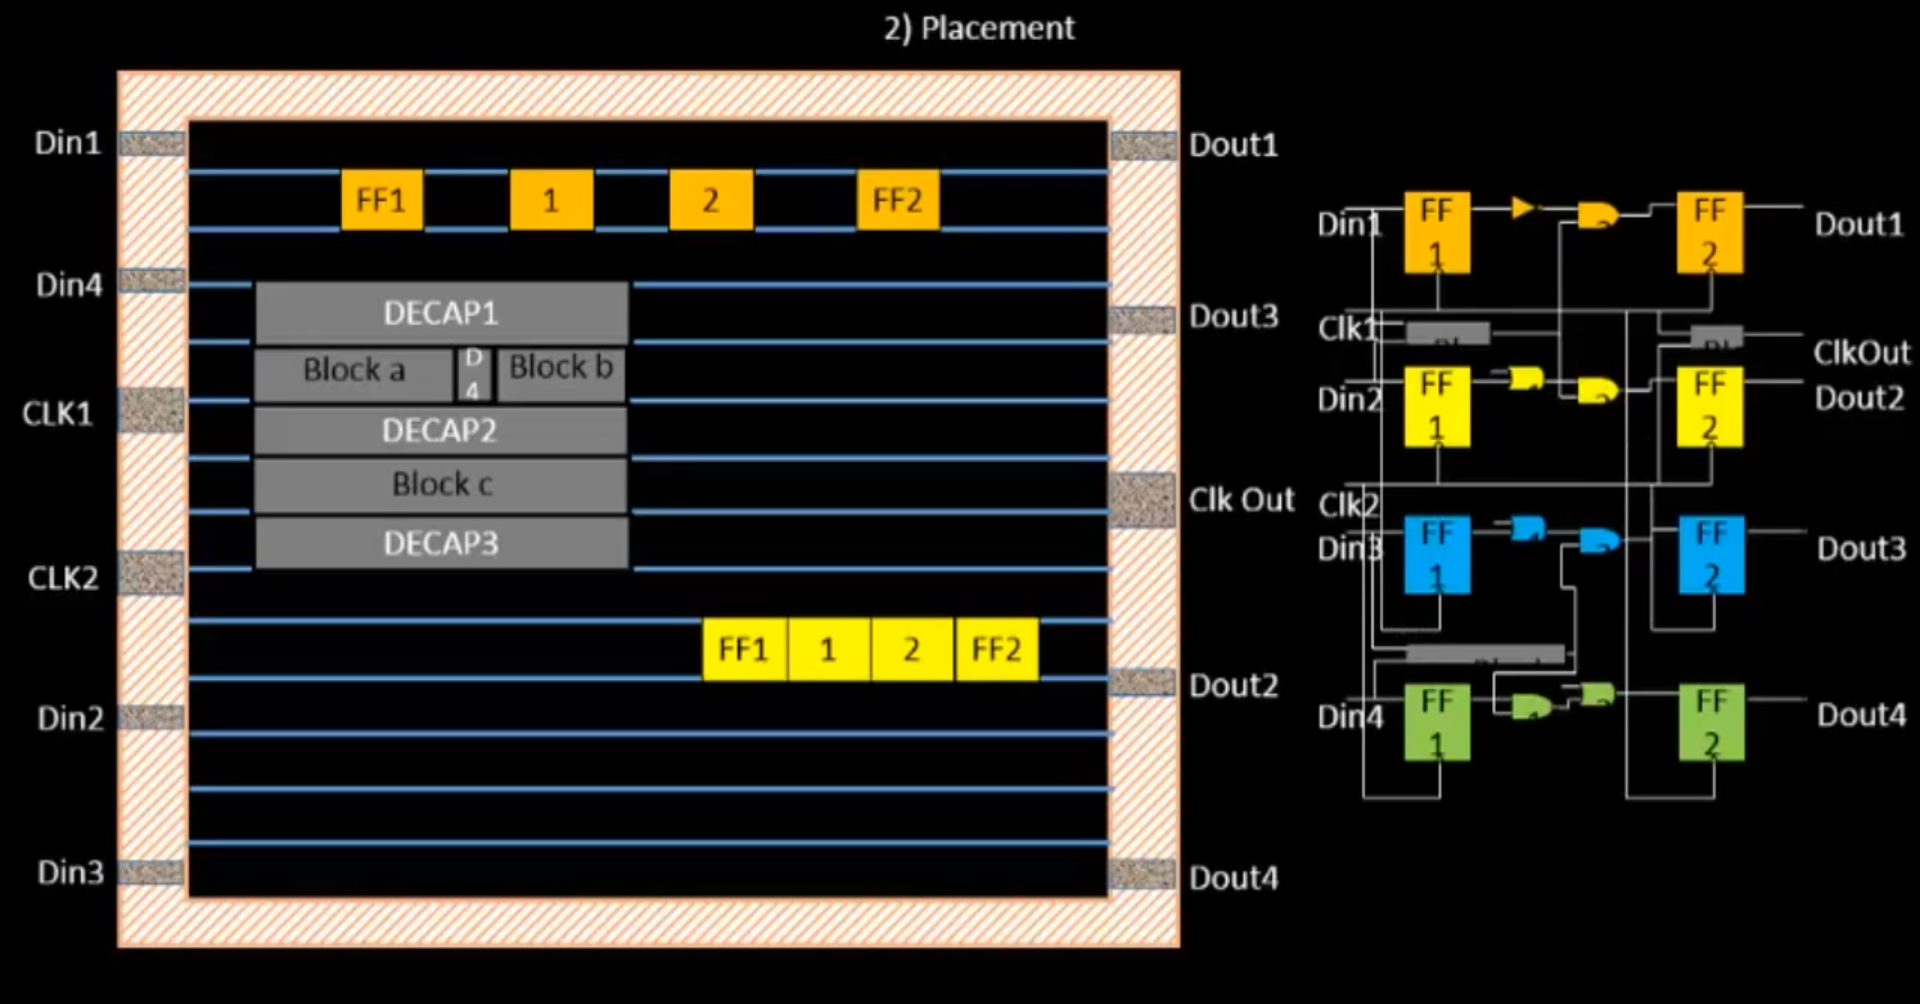 2) Placement
Din1
Dout1
FF1 1 2 FF2
Din4
DECAP1
Dout3
Block a
D
4
Block b
CLK1
DECAP2
Block c
Clk Out
DECAP3
CLK2
FF1 1 2 FF2
Dout2
Din2
Din3
Dout4
Din1
FF
1
FF
2
Dout1
Clk1
ClkOut
Din2
FF
1
FF
2
Dout2
Clk2
Din3
FF
1
FF
2
Dout3
Din4
FF
1
FF
2
Dout4